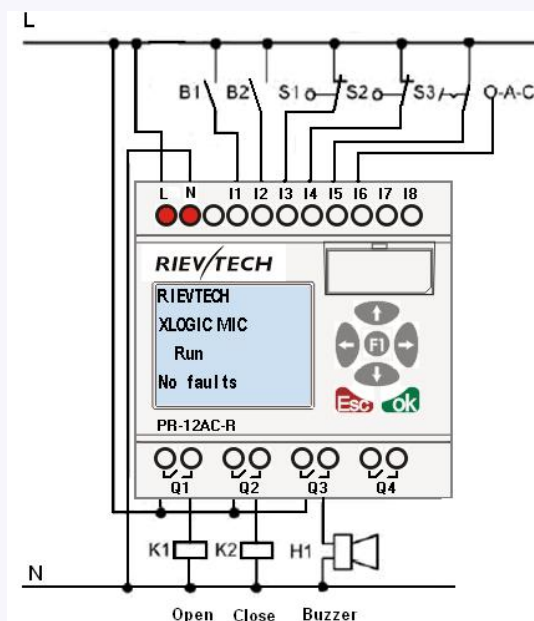 L
B1 B2 S1 S2 S3 O-A-C
L N I1 I2 I3 I4 I5 I6 I7 I8
RIEVTECH
RIEVTECH
XLOGIC MIC
Run
No faults
F1
Esc ok
PR-12AC-R
Q1 Q2 Q3 Q4
K1 K2 H1
N
Open Close Buzzer